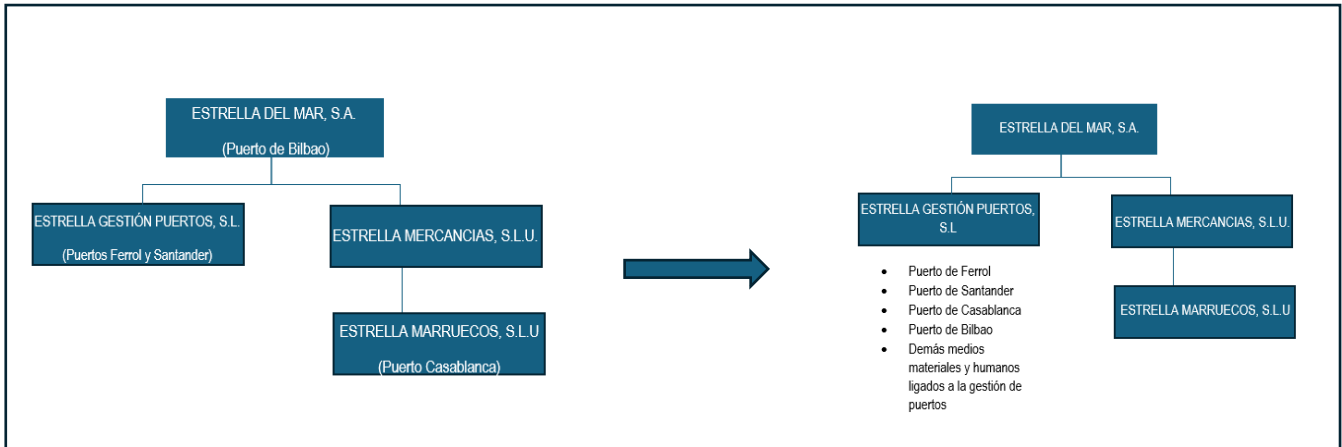 ESTRELLA DEL MAR, S.A.
(Puerto de Bilbao)
ESTRELLA GESTIÓN PUERTOS, S.L.
(Puertos Ferrol y Santander)
ESTRELLA MERCANCIAS, S.L.U.
ESTRELLA MARRUECOS, S.L.U
(Puerto Casablanca)
ESTRELLA DEL MAR, S.A.
ESTRELLA GESTIÓN PUERTOS,
S.L
• Puerto de Ferrol
• Puerto de Santander
• Puerto de Casablanca
• Puerto de Bilbao
• Demás medios
materiales y humanos
ligados a la gestión de
puertos
ESTRELLA MERCANCIAS, S.L.U.
ESTRELLA MARRUECOS, S.L.U